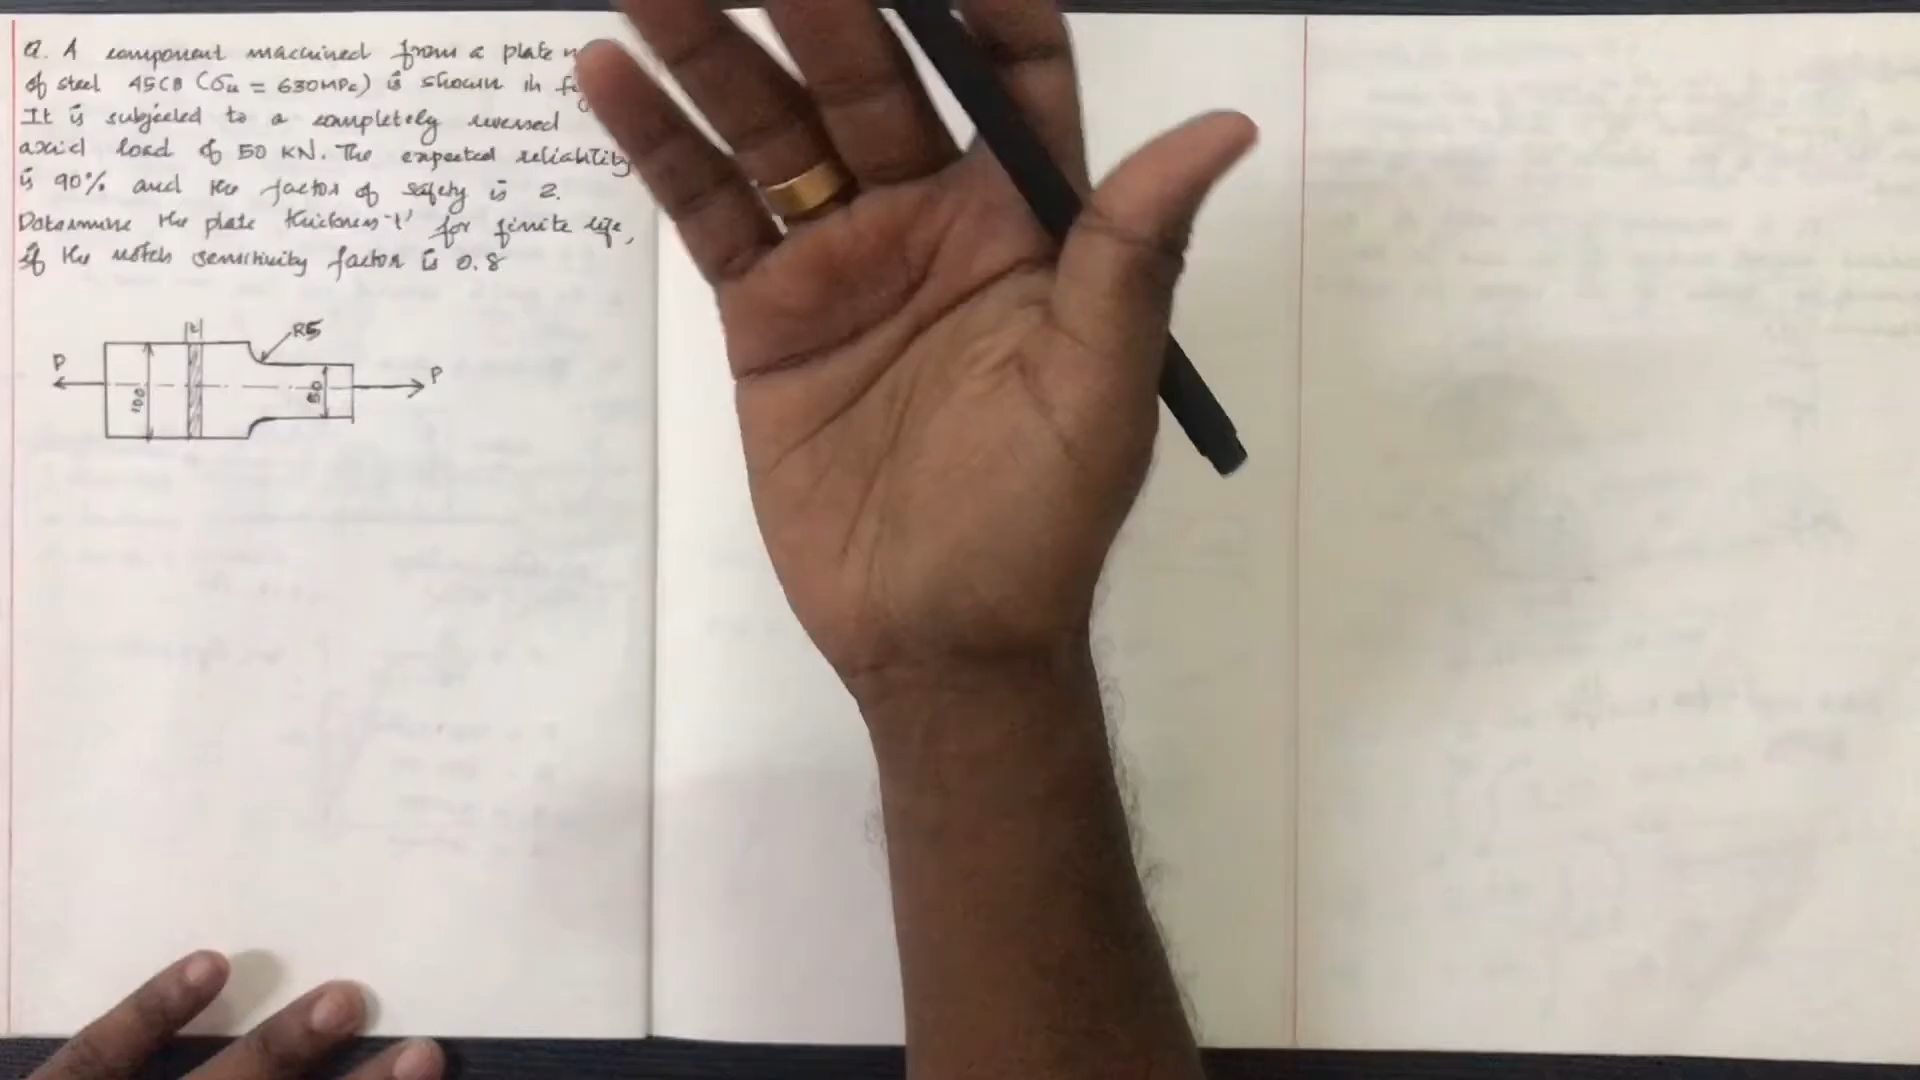 Q. A component macuined from a plate
of steel 45C8 (σu = 630MPa) is shown in
It is subjected to a completely reversed
axial load of 50 KN. The expected reliability
is 90% and the factor of safety is 2.
Determine the plate thickness 't' for finite life,
if the notch sensitivity factor is 0.8
|t|
R5
P
P
100
50